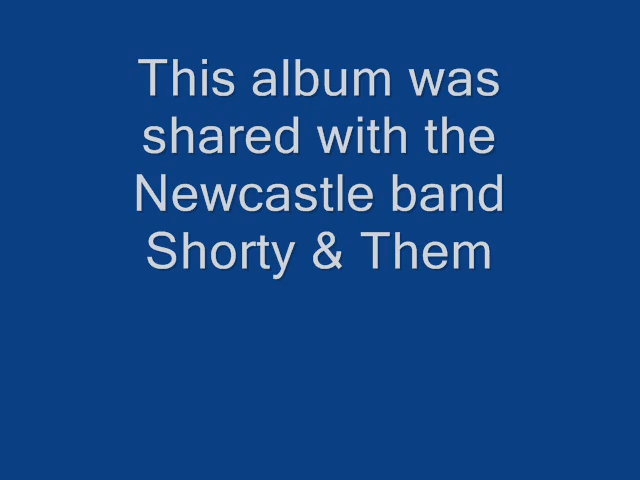 This album was
shared with the
Newcastle band
Shorty & Them